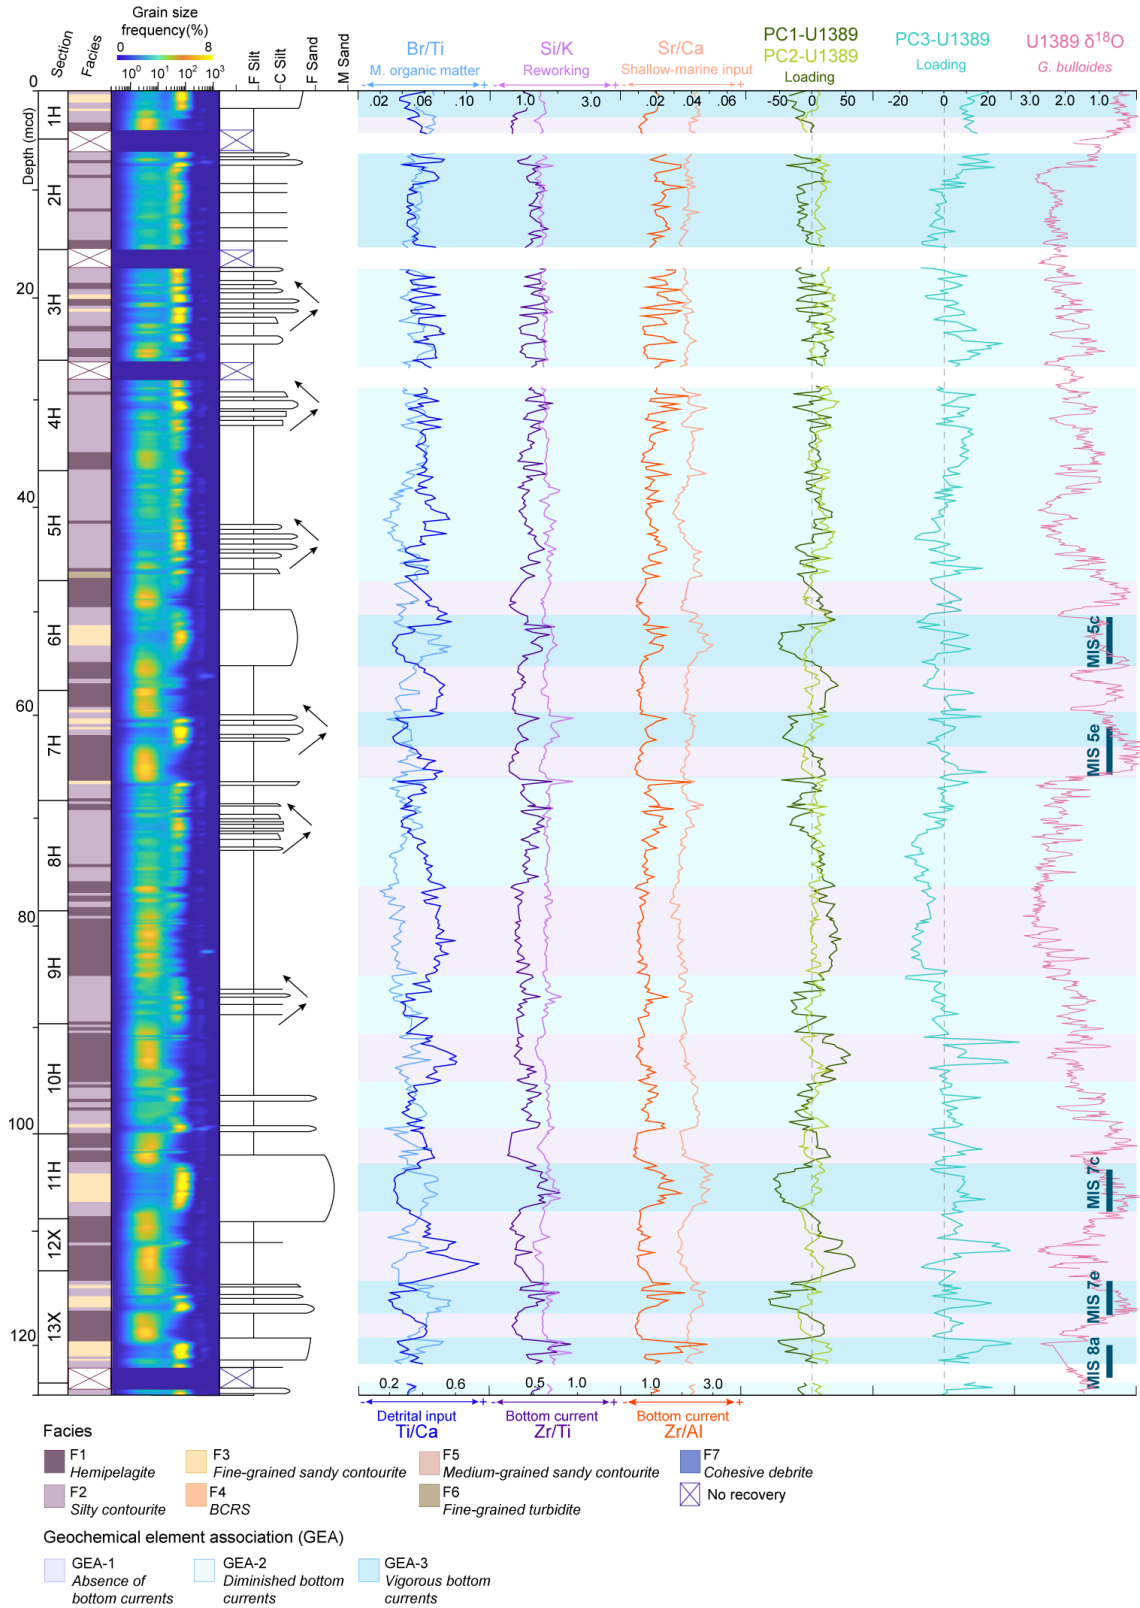 Grain size
frequency(%)
0 8
10⁰ 10¹ 10² 10³
Section
Facies
F Silt
C Silt
F Sand
M Sand
Br/Ti
M. organic matter
- +
Si/K
Reworking
- +
Sr/Ca
Shallow-marine input
- +
PC1-U1389
PC2-U1389
Loading
PC3-U1389
Loading
U1389 δ¹⁸O
G. bulloides
.02 .06 .10
1.0 3.0
.02 .04 .06
-50 0 50
-20 0 20
3.0 2.0 1.0
Depth (mcd)
0
20
40
60
80
100
120
1H
2H
3H
4H
5H
6H
7H
8H
9H
10H
11H
12X
13X
MIS 5c
MIS 5e
MIS 7c
MIS 7e
MIS 8a
0.2 0.6
0.5 1.0
1.0 3.0
- +
Detrital input
Ti/Ca
- +
Bottom current
Zr/Ti
- +
Bottom current
Zr/Al
Facies
F1
Hemipelagite
F2
Silty contourite
F3
Fine-grained sandy contourite
F4
BCRS
F5
Medium-grained sandy contourite
F6
Fine-grained turbidite
F7
Cohesive debrite
No recovery
Geochemical element association (GEA)
GEA-1
Absence of
bottom currents
GEA-2
Diminished bottom
currents
GEA-3
Vigorous bottom
currents